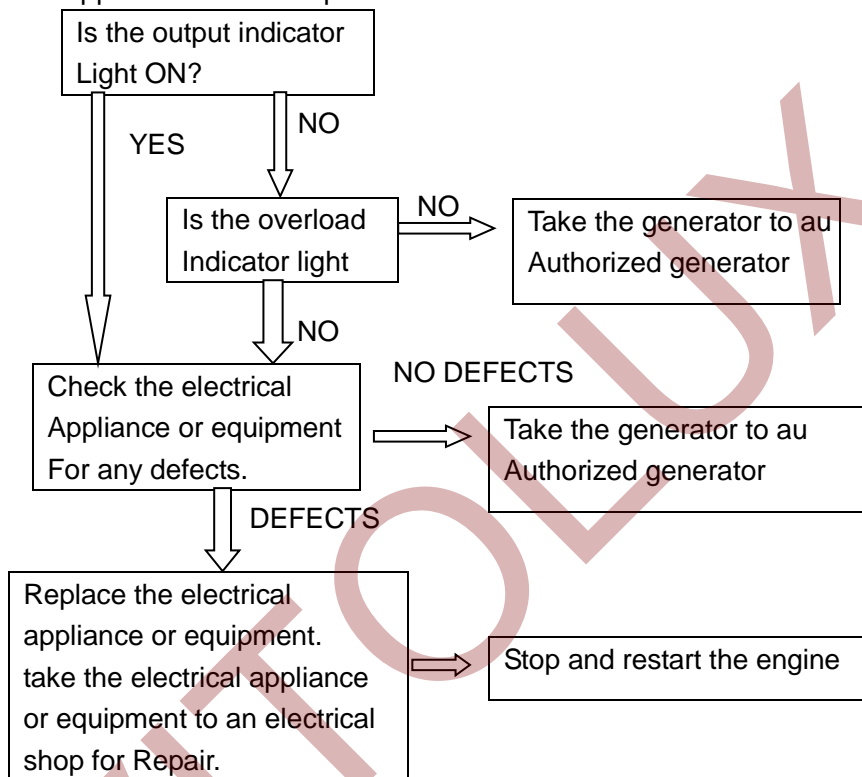 Is the output indicator
Light ON?
YES
NO
Is the overload
Indicator light
NO
Take the generator to au
Authorized generator
NO
Check the electrical
Appliance or equipment
For any defects.
NO DEFECTS
Take the generator to au
Authorized generator
DEFECTS
Replace the electrical
appliance or equipment.
take the electrical appliance
or equipment to an electrical
shop for Repair.
Stop and restart the engine
ITOLUX